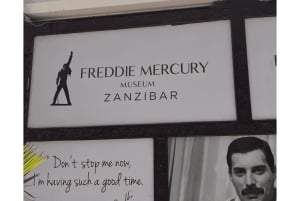 FREDDIE MERCURY
MUSEUM
ZANZIBAR
"Don't stop me now,
I'm having such a good time.